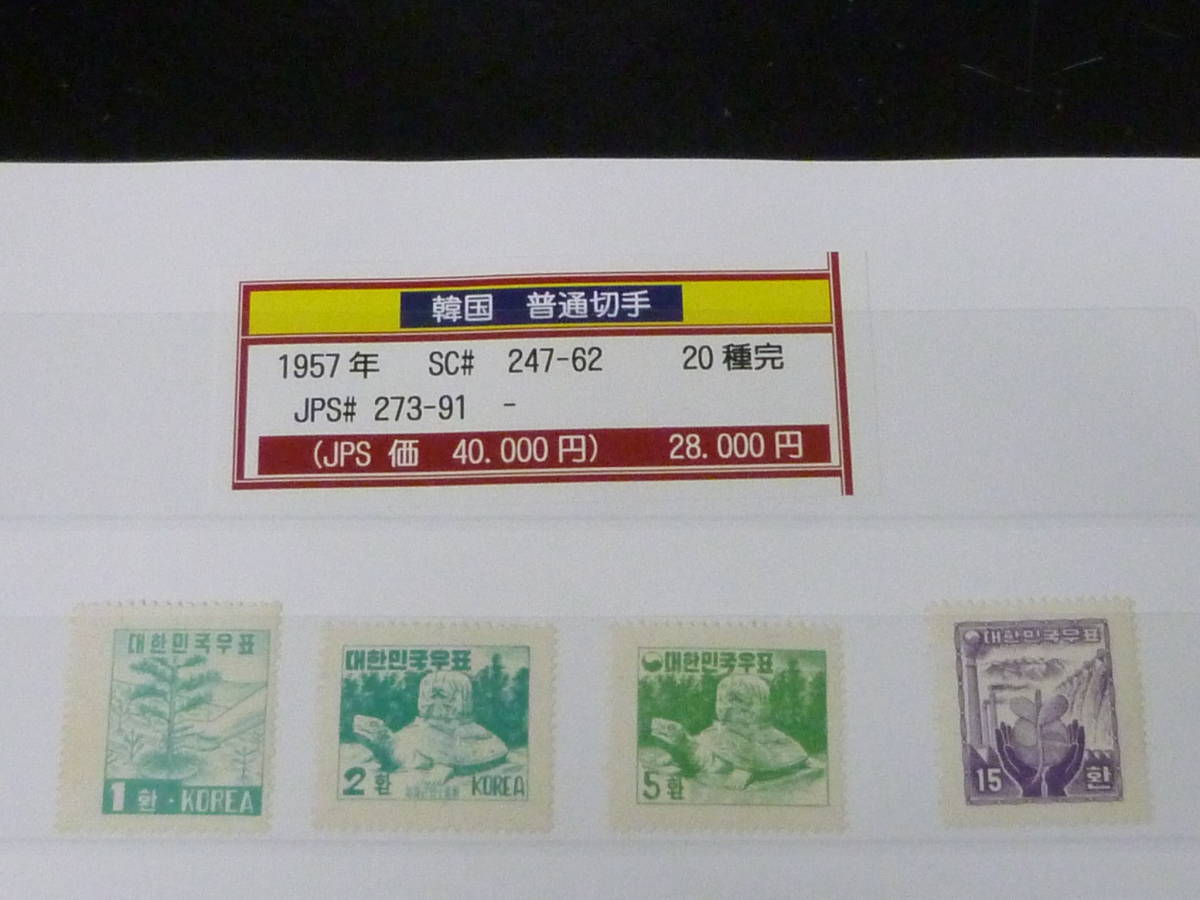 韓国 普通切手
1957年 SC# 247-62 20種完
JPS# 273-91 -
(JPS 価 40.000円) 28.000円
대한민국우표
1 환 · KOREA
대한민국우표
2 환 KOREA
대한민국우표
5 환
대한민국우표
15 환